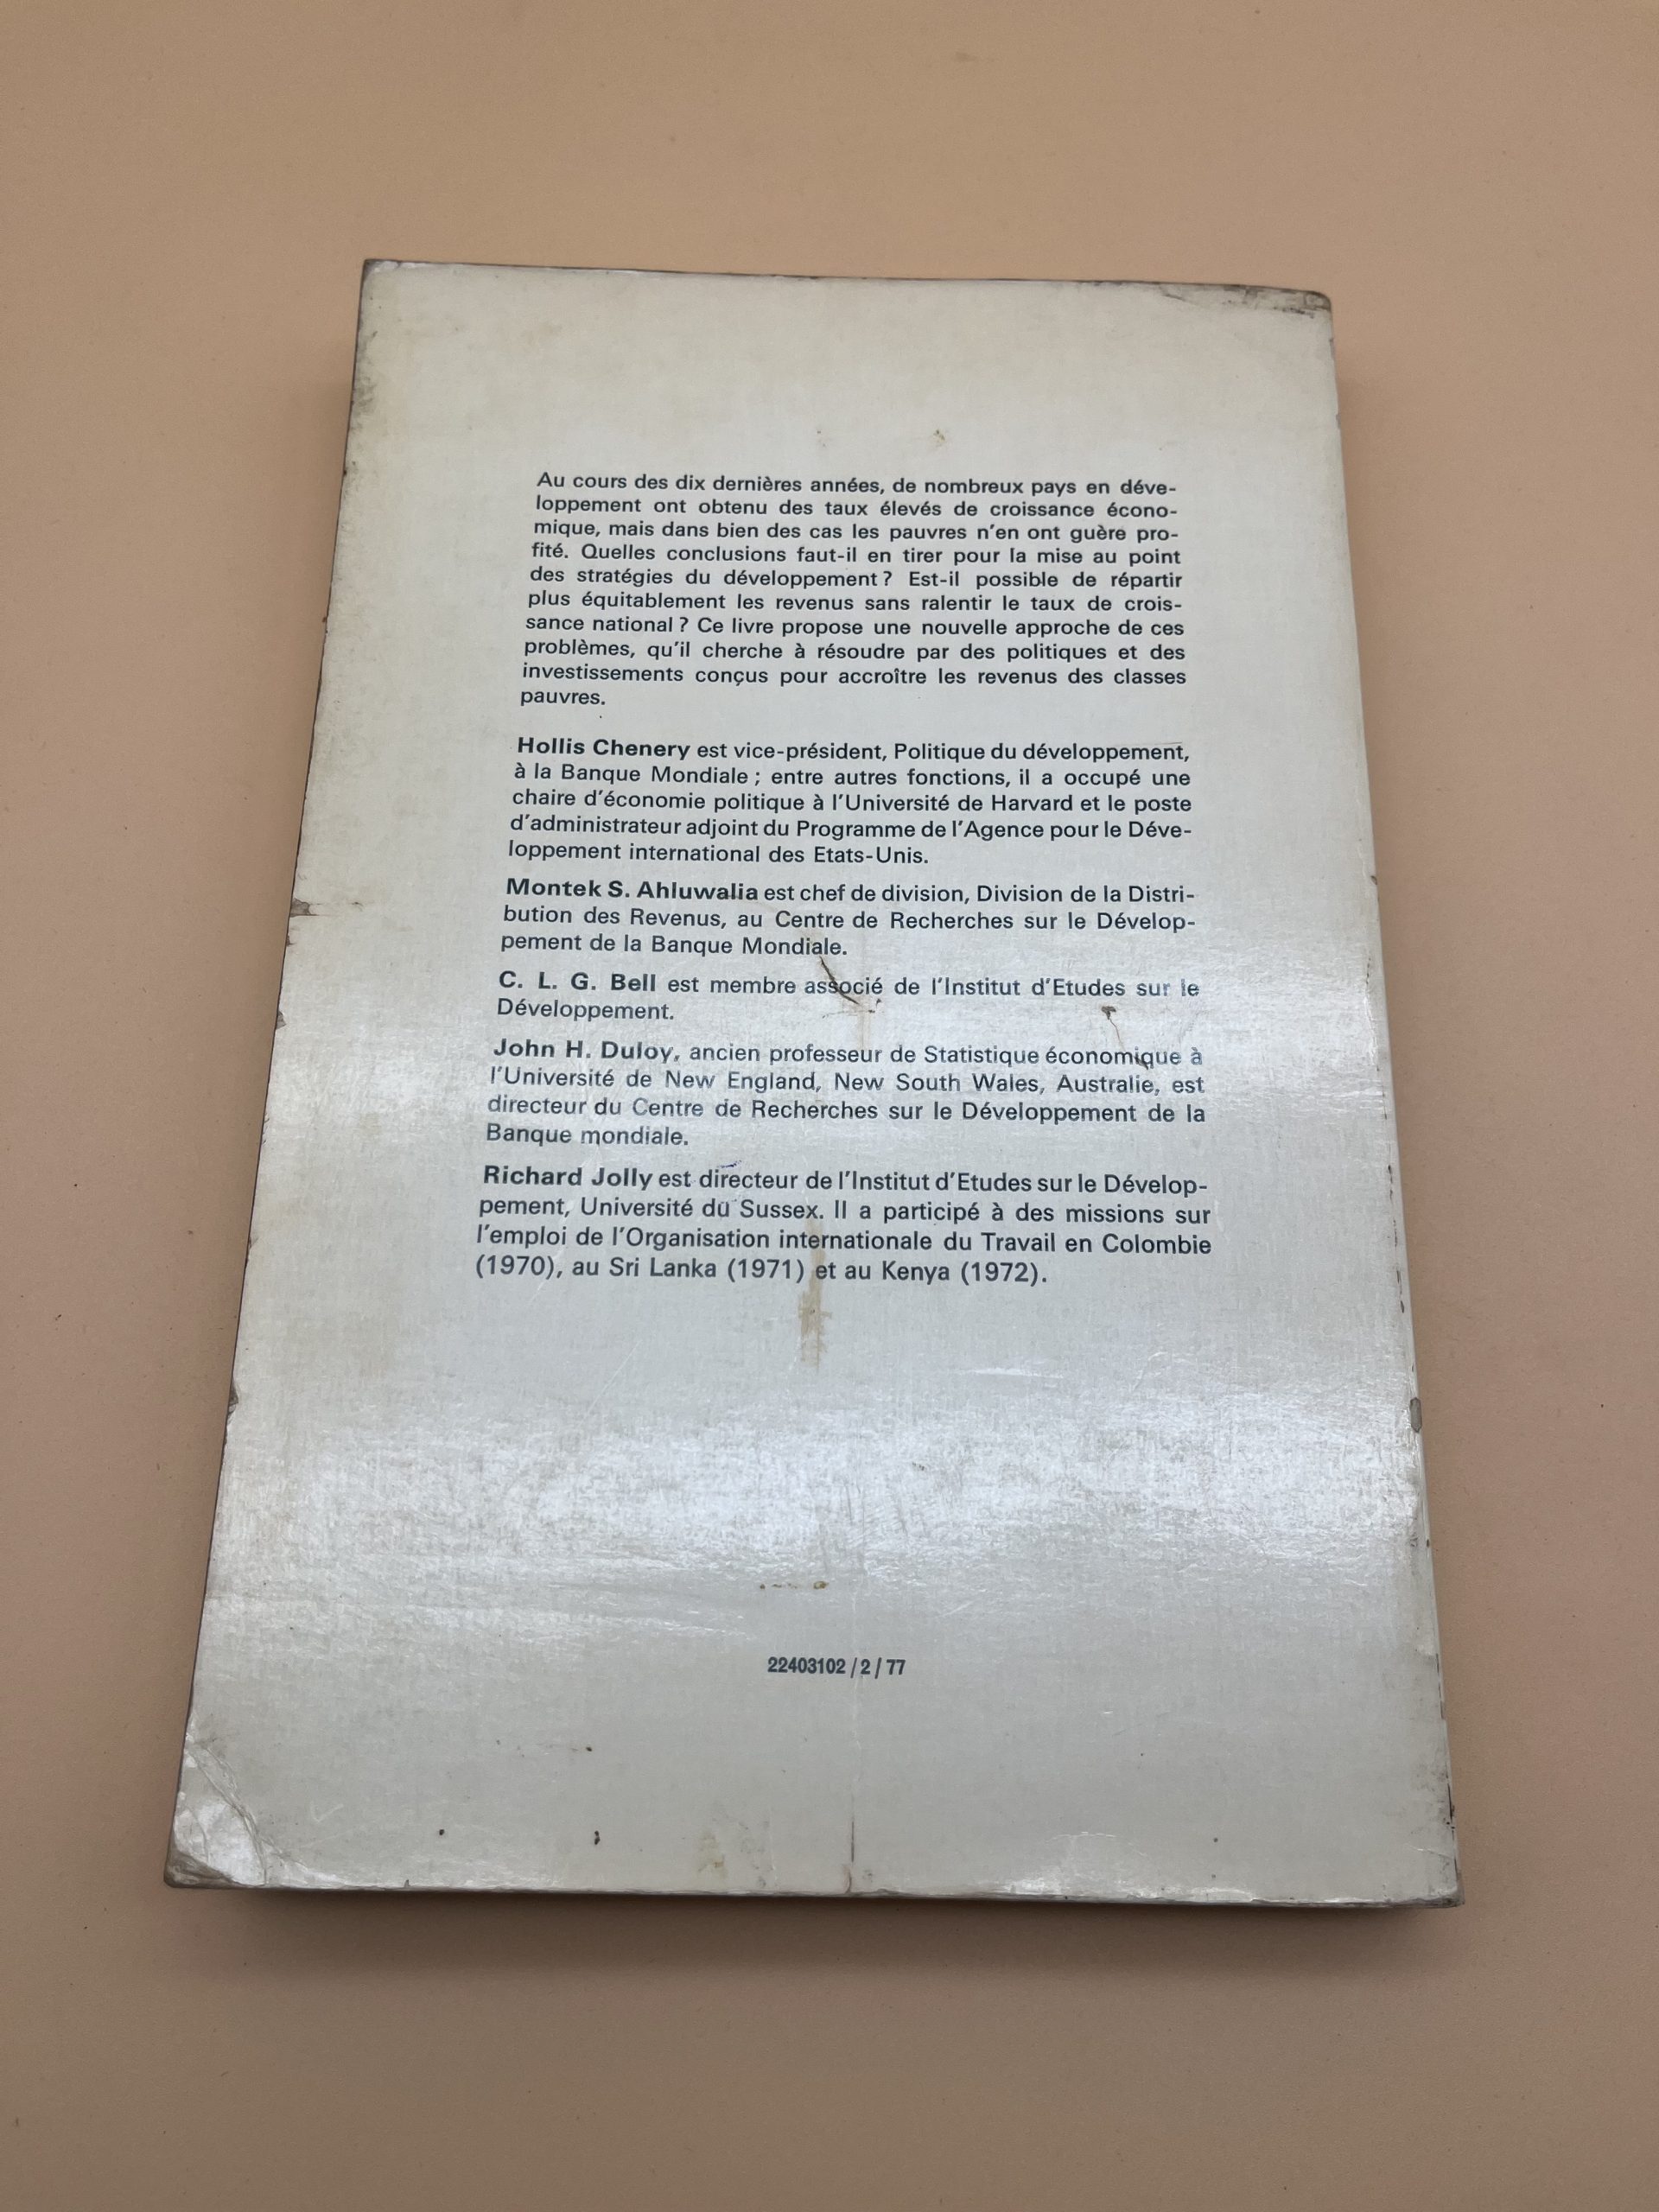 Au cours des dix dernières années, de nombreux pays en déve-
loppement ont obtenu des taux élevés de croissance écono-
mique, mais dans bien des cas les pauvres n'en ont guère pro-
fité. Quelles conclusions faut-il en tirer pour la mise au point
des stratégies du développement ? Est-il possible de répartir
plus équitablement les revenus sans ralentir le taux de crois-
sance national ? Ce livre propose une nouvelle approche de ces
problèmes, qu'il cherche à résoudre par des politiques et des
investissements conçus pour accroître les revenus des classes
pauvres.
Hollis Chenery est vice-président, Politique du développement,
à la Banque Mondiale ; entre autres fonctions, il a occupé une
chaire d'économie politique à l'Université de Harvard et le poste
d'administrateur adjoint du Programme de l'Agence pour le Déve-
loppement international des Etats-Unis.
Montek S. Ahluwalia est chef de division, Division de la Distri-
bution des Revenus, au Centre de Recherches sur le Dévelop-
pement de la Banque Mondiale.
C. L. G. Bell est membre associé de l'Institut d'Etudes sur le
Développement.
John H. Duloy, ancien professeur de Statistique économique à
l'Université de New England, New South Wales, Australie, est
directeur du Centre de Recherches sur le Développement de la
Banque mondiale.
Richard Jolly est directeur de l'Institut d'Etudes sur le Dévelop-
pement, Université du Sussex. Il a participé à des missions sur
l'emploi de l'Organisation internationale du Travail en Colombie
(1970), au Sri Lanka (1971) et au Kenya (1972).
22403102 / 2 / 77